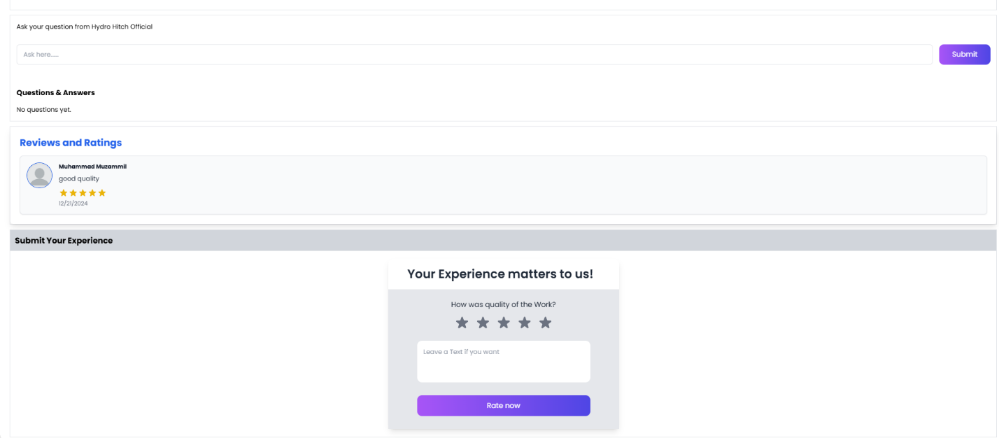 Ask your question from Hydro Hitch Official
Ask here......
Submit
Questions & Answers
No questions yet.
Reviews and Ratings
Muhammad Muzammil
good quality
12/21/2024
Submit Your Experience
Your Experience matters to us!
How was quality of the Work?
Leave a Text if you want
Rate now